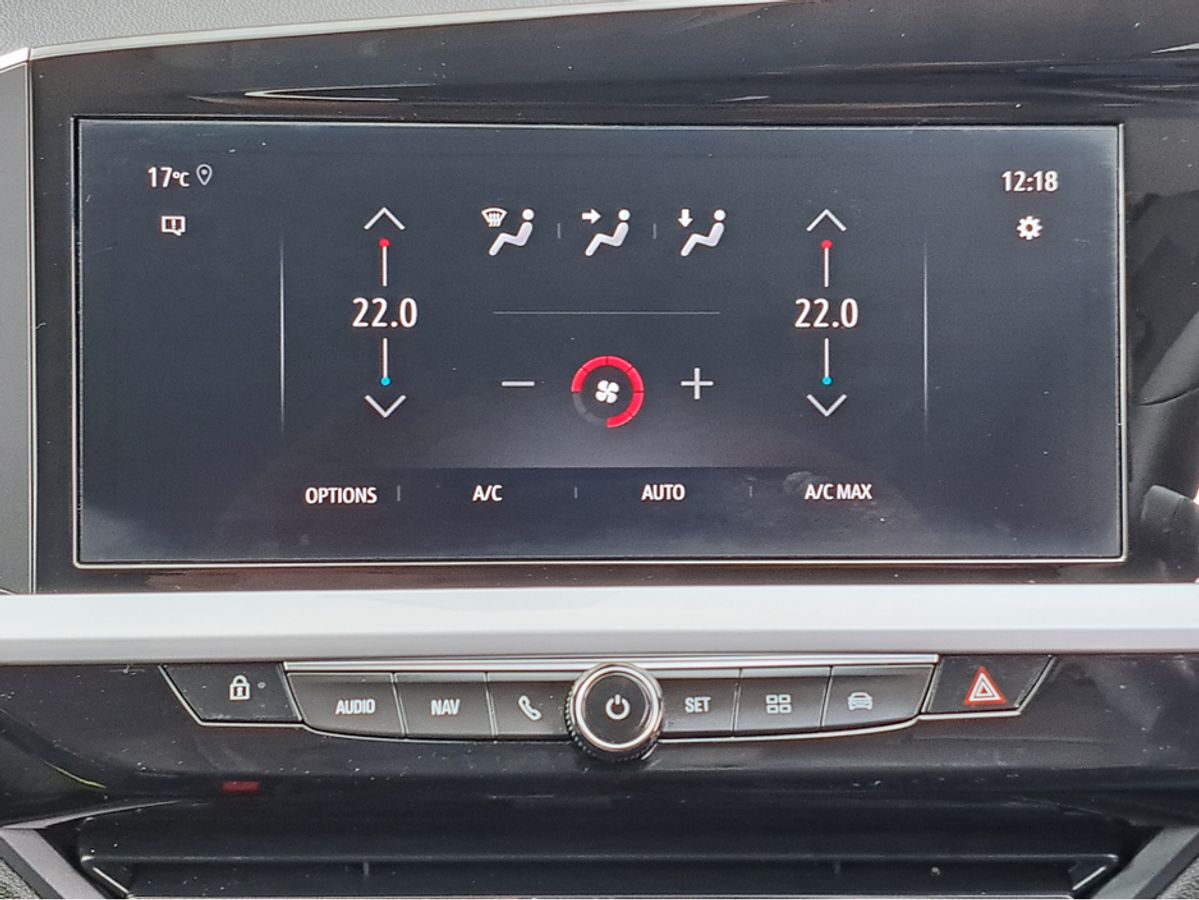 17°C
12:18
22.0
22.0
OPTIONS A/C AUTO A/C MAX
AUDIO NAV SET